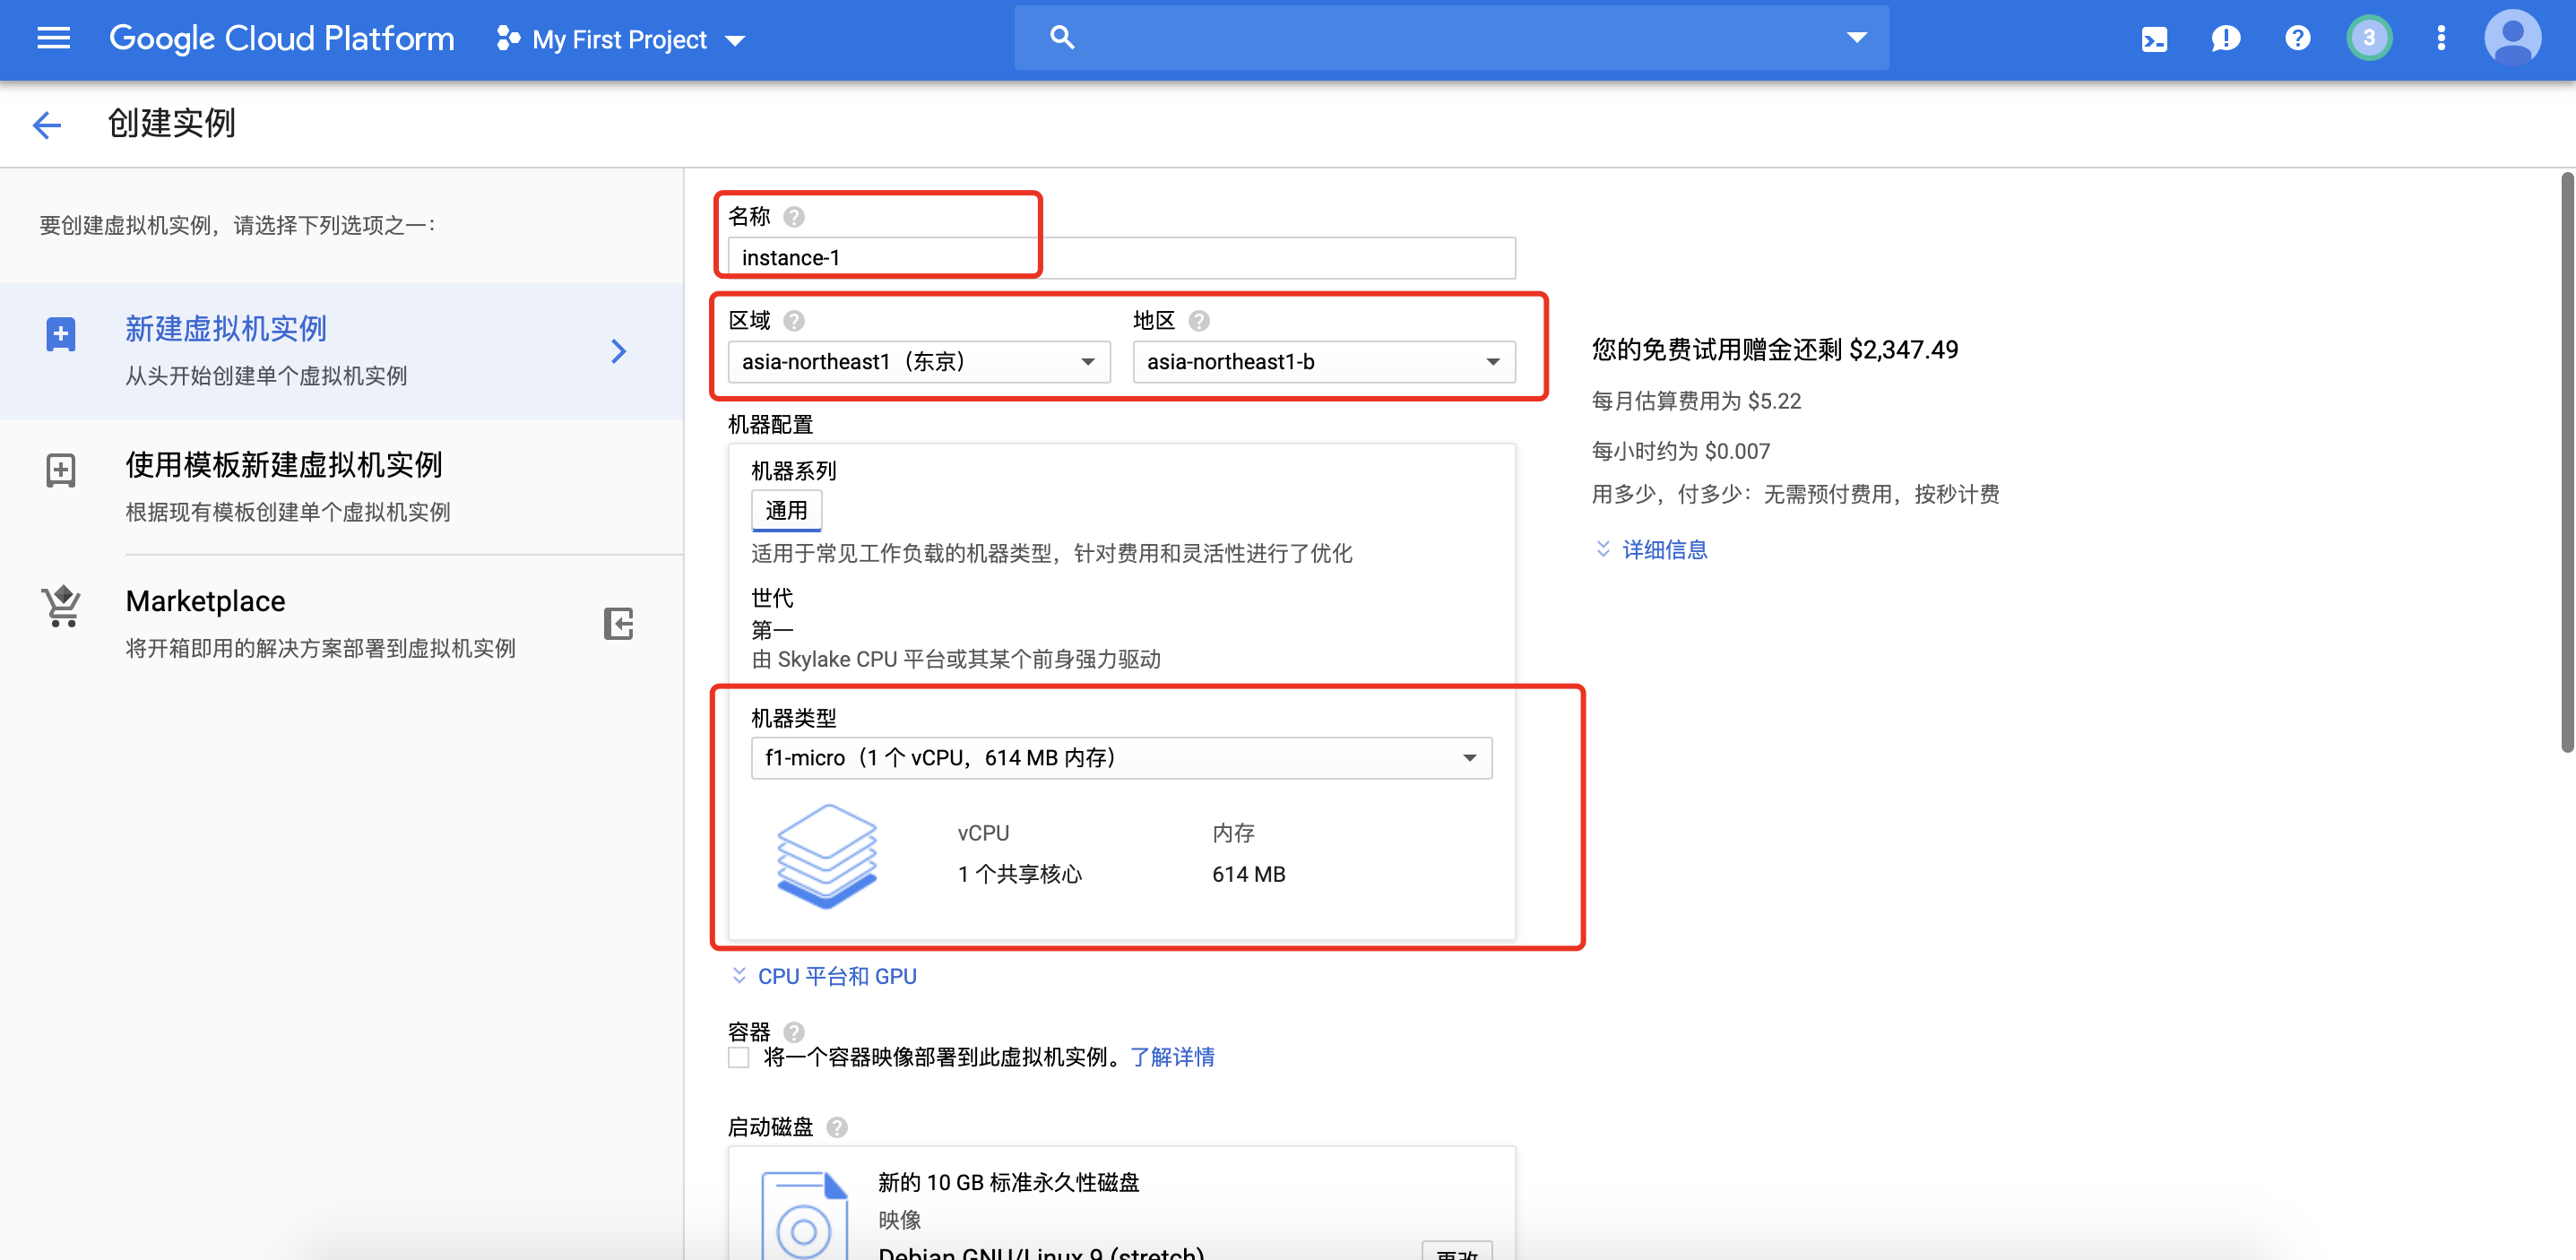 Google Cloud Platform
My First Project
3
创建实例
要创建虚拟机实例，请选择下列选项之一：
新建虚拟机实例
从头开始创建单个虚拟机实例
使用模板新建虚拟机实例
根据现有模板创建单个虚拟机实例
Marketplace
将开箱即用的解决方案部署到虚拟机实例
名称
instance-1
区域
地区
asia-northeast1（东京）
asia-northeast1-b
机器配置
机器系列
通用
适用于常见工作负载的机器类型，针对费用和灵活性进行了优化
世代
第一
由 Skylake CPU 平台或其某个前身强力驱动
机器类型
f1-micro（1 个 vCPU，614 MB 内存）
vCPU
内存
1 个共享核心
614 MB
CPU 平台和 GPU
容器
将一个容器映像部署到此虚拟机实例。了解详情
启动磁盘
新的 10 GB 标准永久性磁盘
映像
Debian GNU/Linux 9 (stretch)
更改
您的免费试用赠金还剩 $2,347.49
每月估算费用为 $5.22
每小时约为 $0.007
用多少，付多少：无需预付费用，按秒计费
详细信息